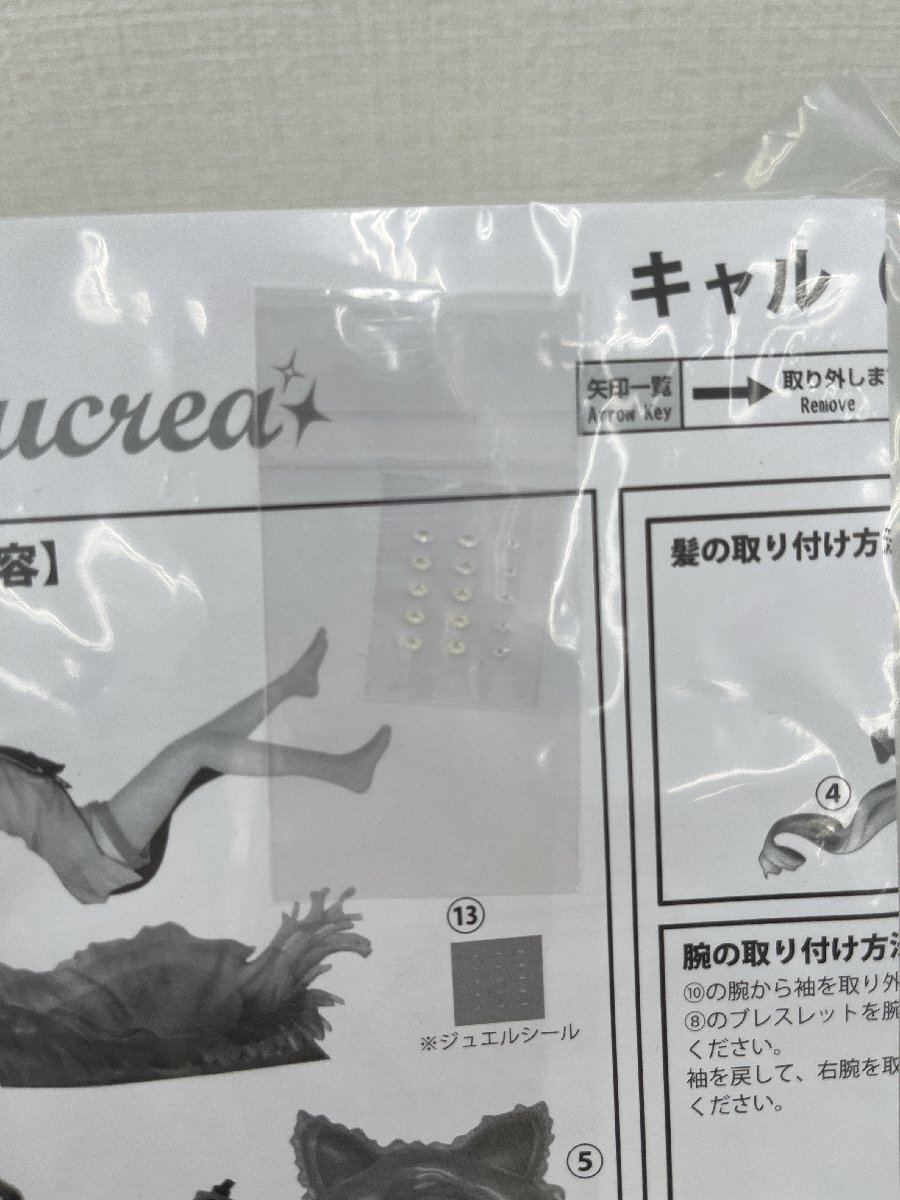 キャル
ucrea
矢印一覧
Arrow Key
取り外しま
Remove
容】
髪の取り付け方法
④
⑬
※ジュエルシール
腕の取り付け方法
⑩の腕から袖を取り外
⑧のブレスレットを腕
ください。
袖を戻して、右腕を取
ください。
⑤